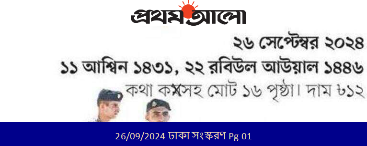 প্রথম আলো
২৬ সেপ্টেম্বর ২০২৪
১১ আশ্বিন ১৪৩১, ২২ রবিউল আউয়াল ১৪৪৬
কথা কxসহ মোট ১৬ পৃষ্ঠা। দাম ৳১২
26/09/2024 ঢাকা সংস্করণ Pg 01